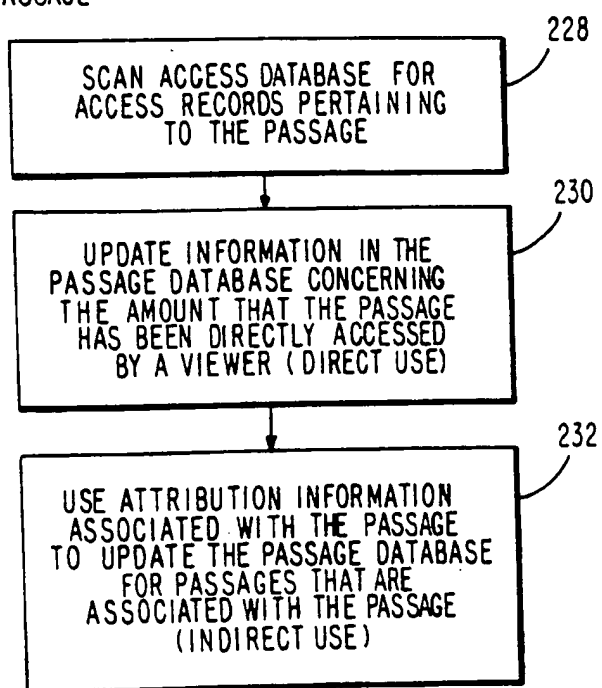 228
SCAN ACCESS DATABASE FOR
ACCESS RECORDS PERTAINING
TO THE PASSAGE
230
UPDATE INFORMATION IN THE
PASSAGE DATABASE CONCERNING
THE AMOUNT THAT THE PASSAGE
HAS BEEN DIRECTLY ACCESSED
BY A VIEWER (DIRECT USE)
232
USE ATTRIBUTION INFORMATION
ASSOCIATED WITH THE PASSAGE
TO UPDATE THE PASSAGE DATABASE
FOR PASSAGES THAT ARE
ASSOCIATED WITH THE PASSAGE
(INDIRECT USE)